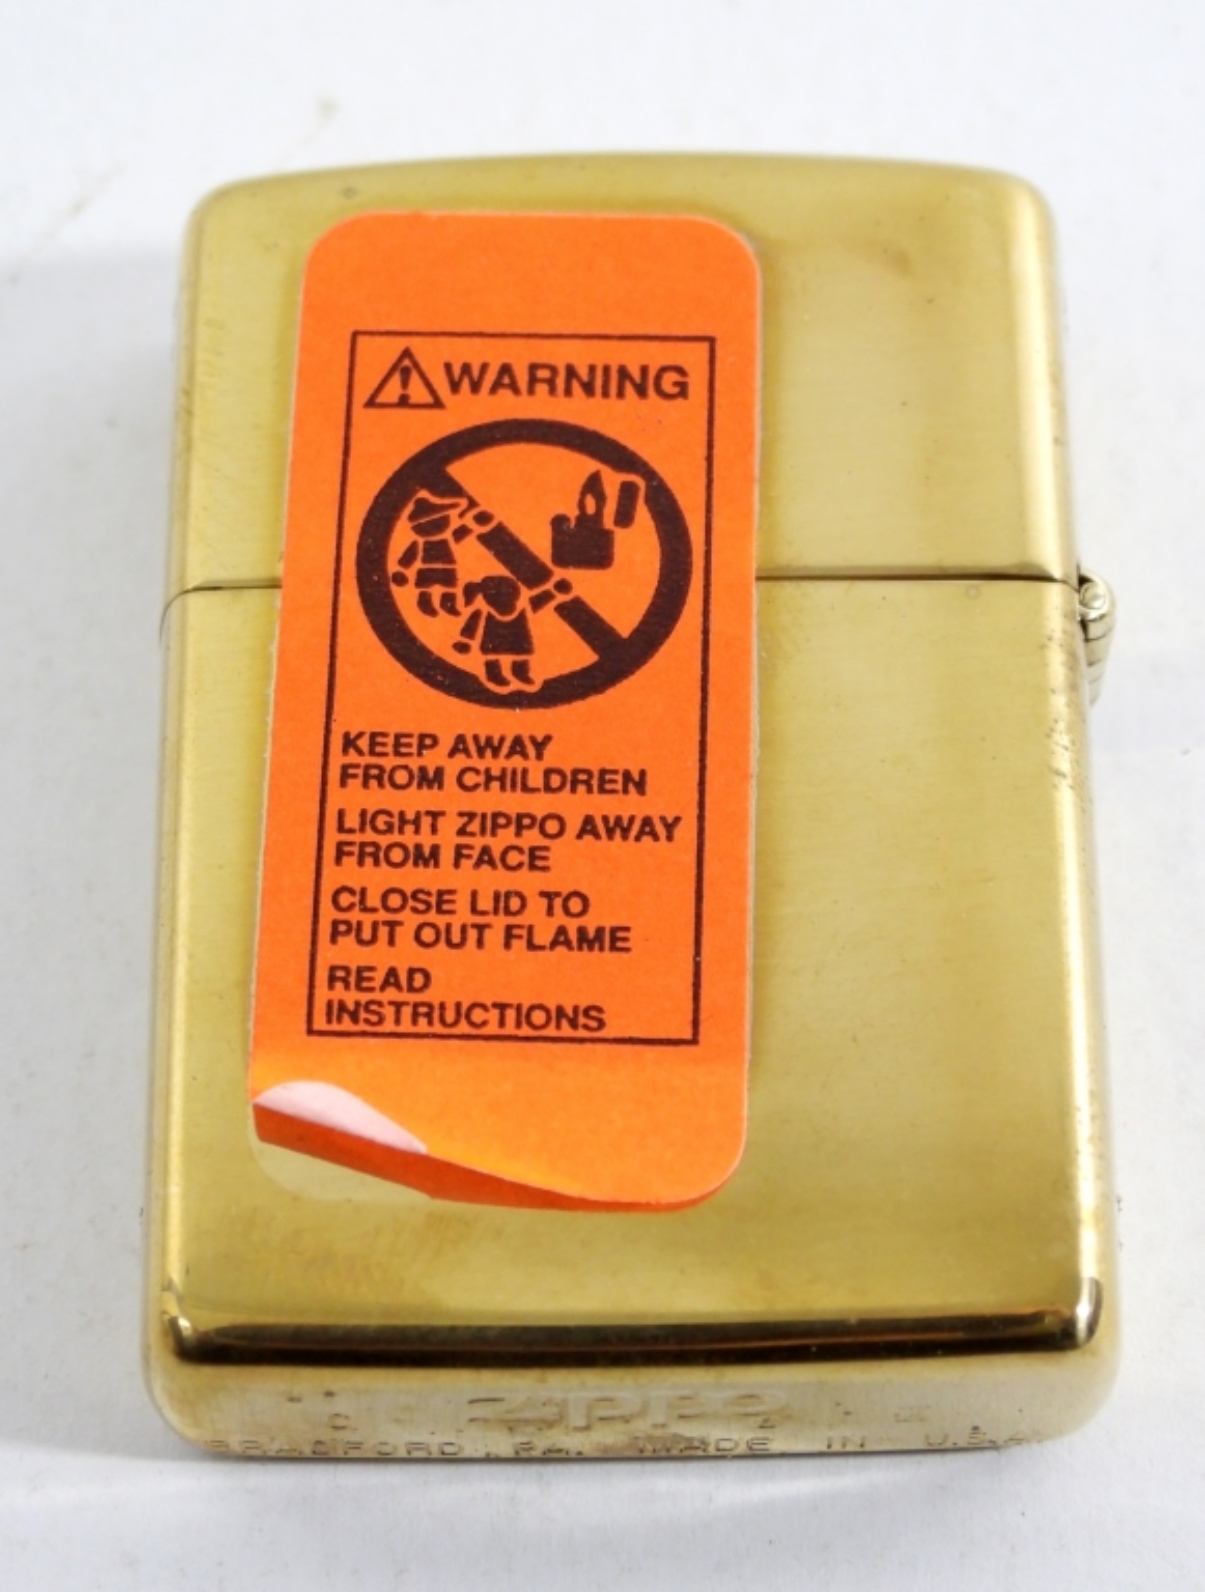 WARNING
KEEP AWAY
FROM CHILDREN
LIGHT ZIPPO AWAY
FROM FACE
CLOSE LID TO
PUT OUT FLAME
READ
INSTRUCTIONS
Zippo
BRADFORD, PA. MADE IN U.S.A.